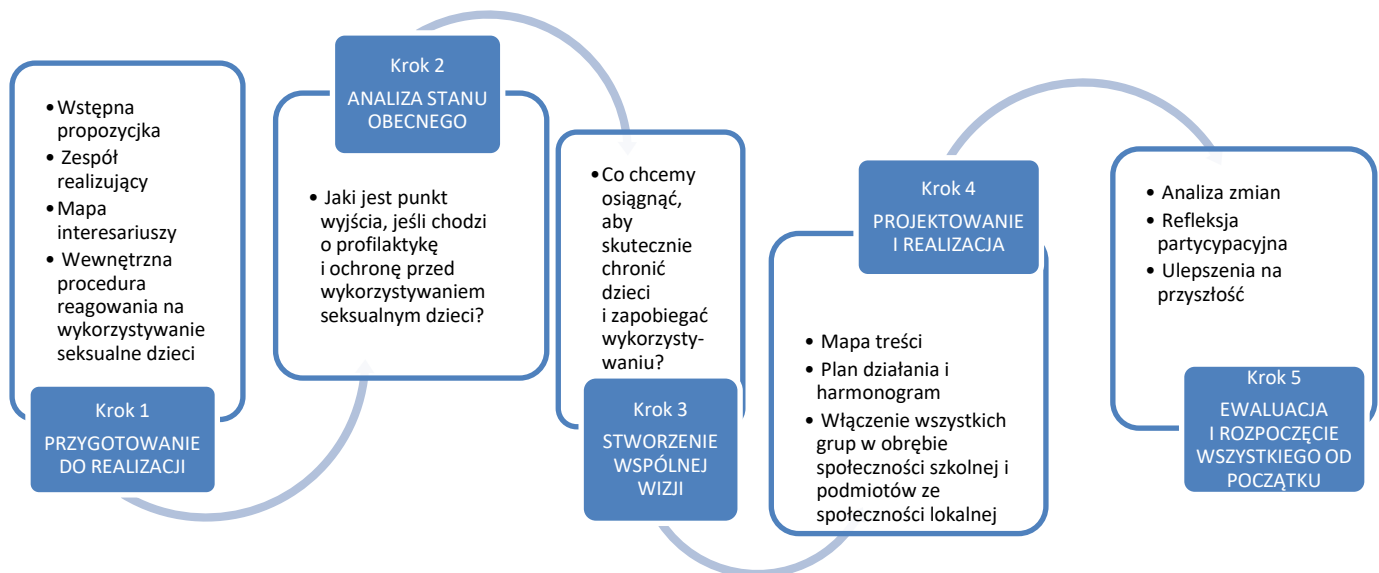 •Wstępna
propozycjka
• Zespół
realizujący
• Mapa
interesariuszy
• Wewnętrzna
procedura
reagowania na
wykorzystywanie
seksualne dzieci
Krok 1
PRZYGOTOWANIE
DO REALIZACJI
Krok 2
ANALIZA STANU
OBECNEGO
• Jaki jest punkt
wyjścia, jeśli chodzi
o profilaktykę
i ochronę przed
wykorzystywaniem
seksualnym dzieci?
•Co chcemy
osiągnąć,
aby
skutecznie
chronić
dzieci
i zapobiegać
wykorzysty-
waniu?
Krok 3
STWORZENIE
WSPÓLNEJ
WIZJI
Krok 4
PROJEKTOWANIE
I REALIZACJA
• Mapa treści
• Plan działania i
harmonogram
• Włączenie wszystkich
grup w obrębie
społeczności szkolnej i
podmiotów ze
społeczności lokalnej
• Analiza zmian
• Refleksja
partycypacyjna
• Ulepszenia na
przyszłość
Krok 5
EWALUACJA
I ROZPOCZĘCIE
WSZYSTKIEGO OD
POCZĄTKU